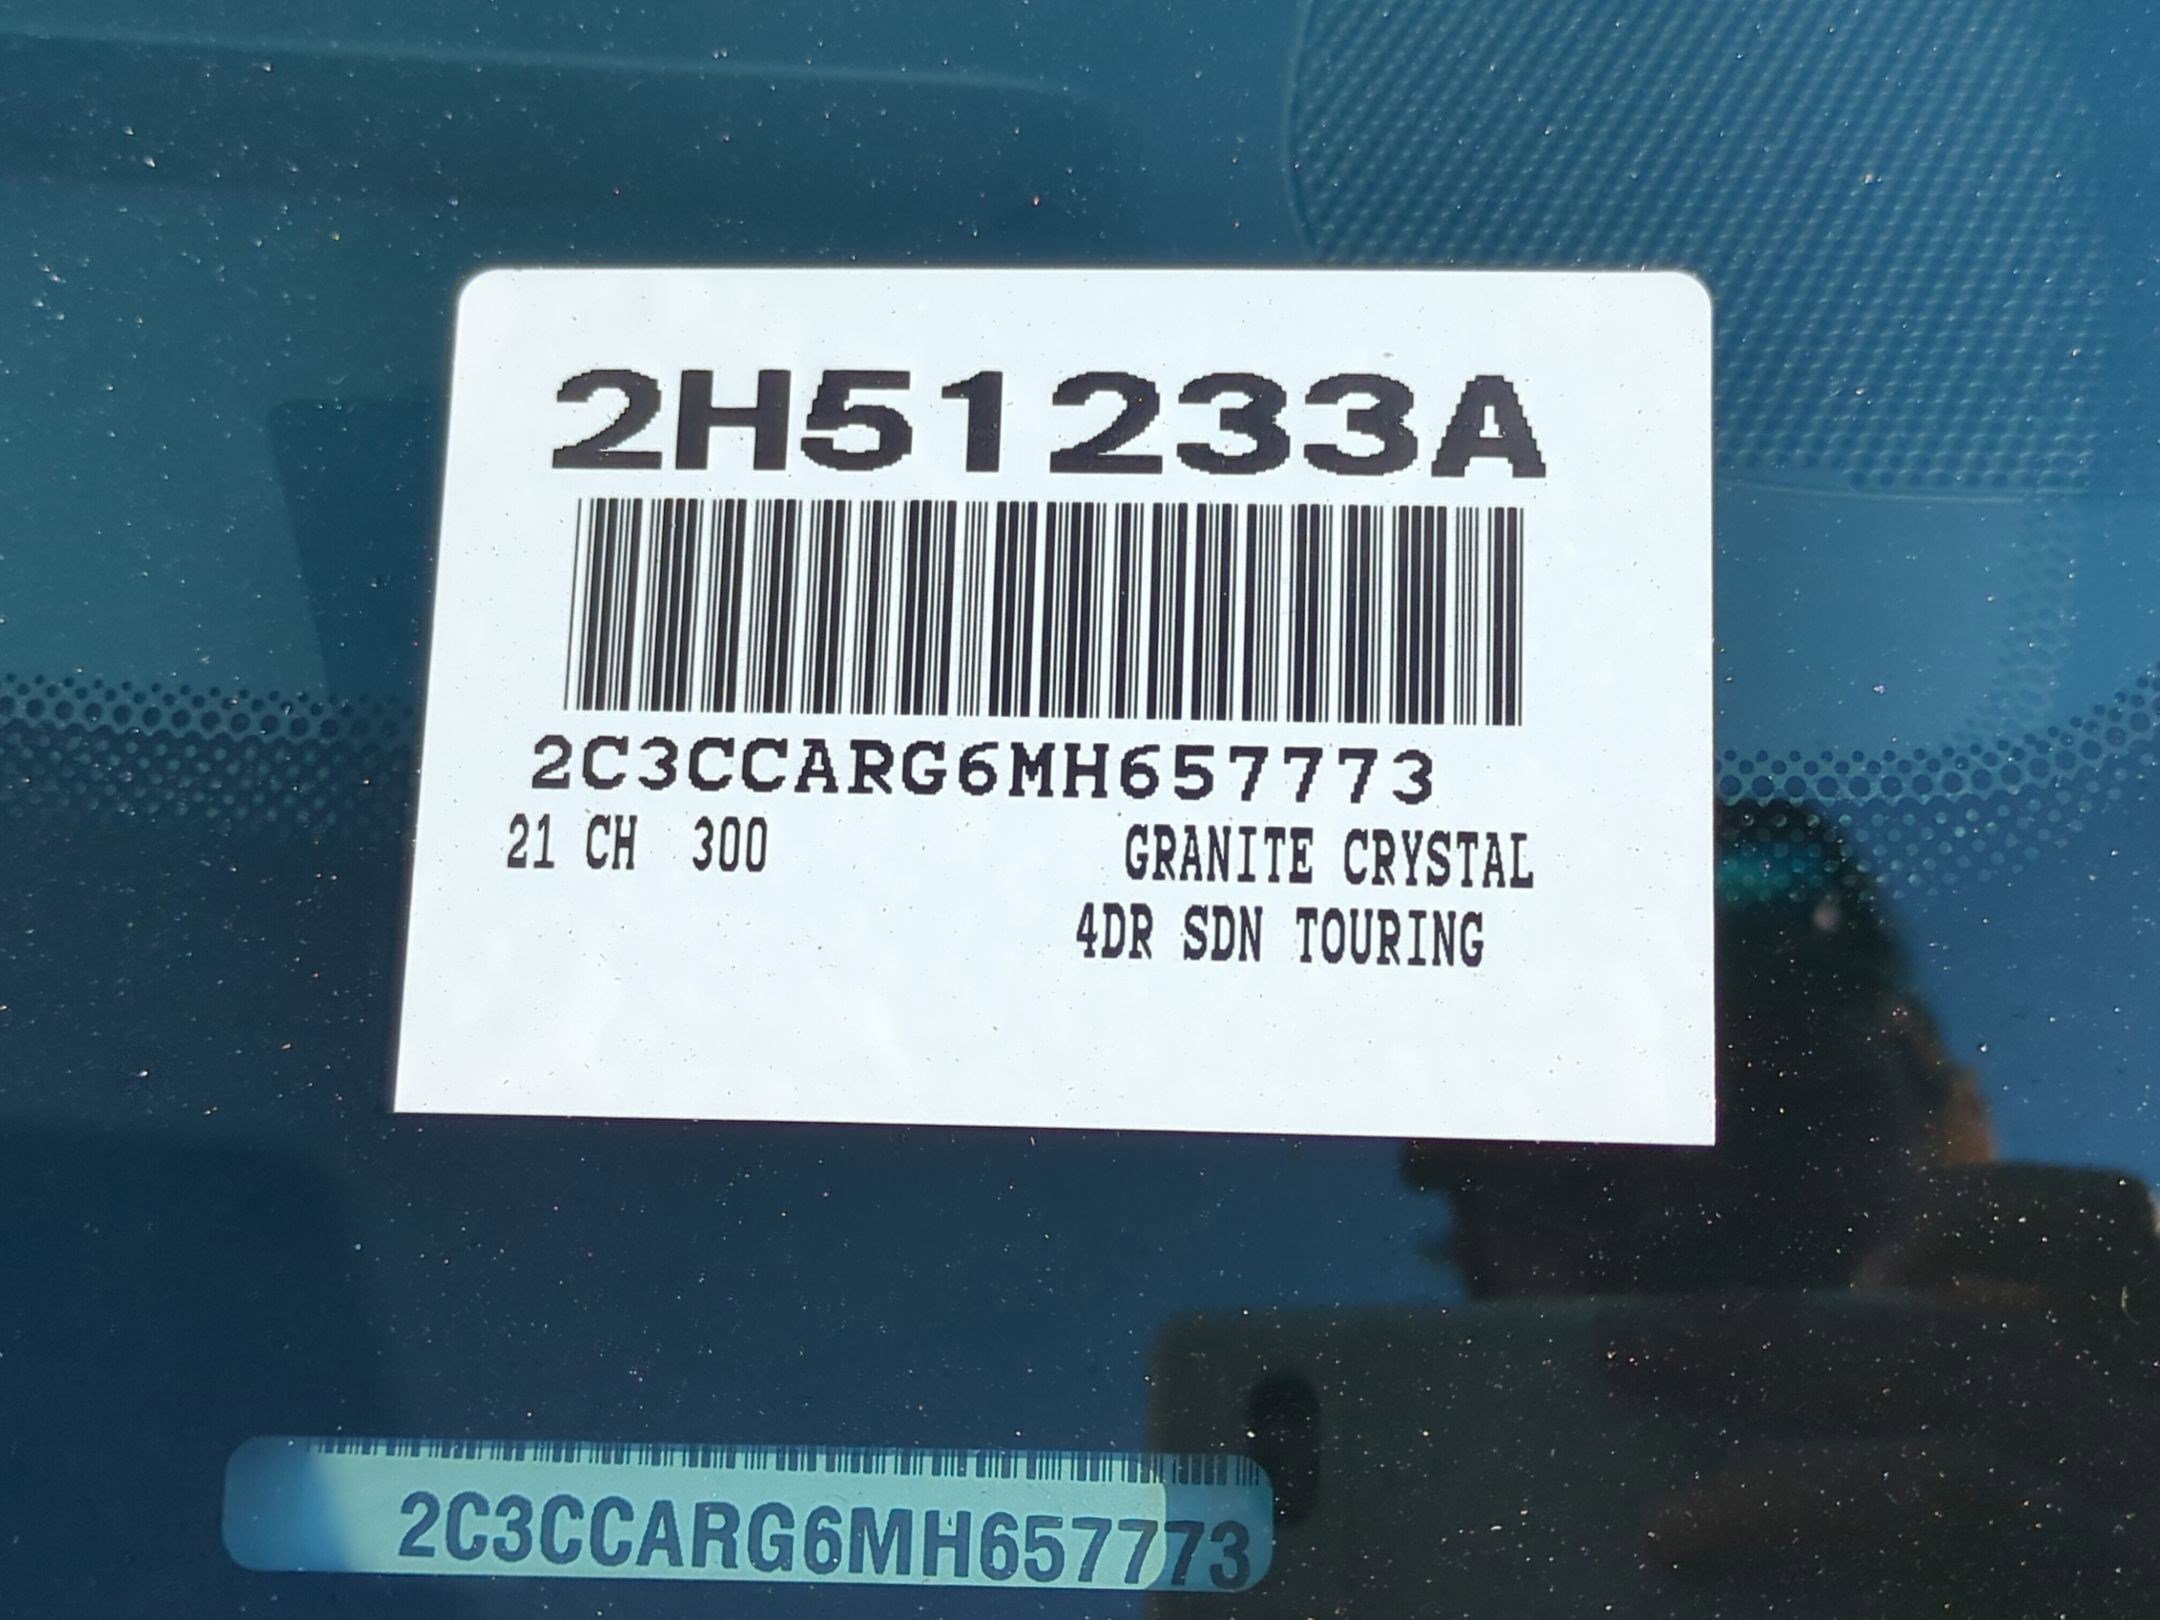 2H51233A
2C3CCARG6MH657773
21 CH 300 GRANITE CRYSTAL
4DR SDN TOURING
2C3CCARG6MH657773